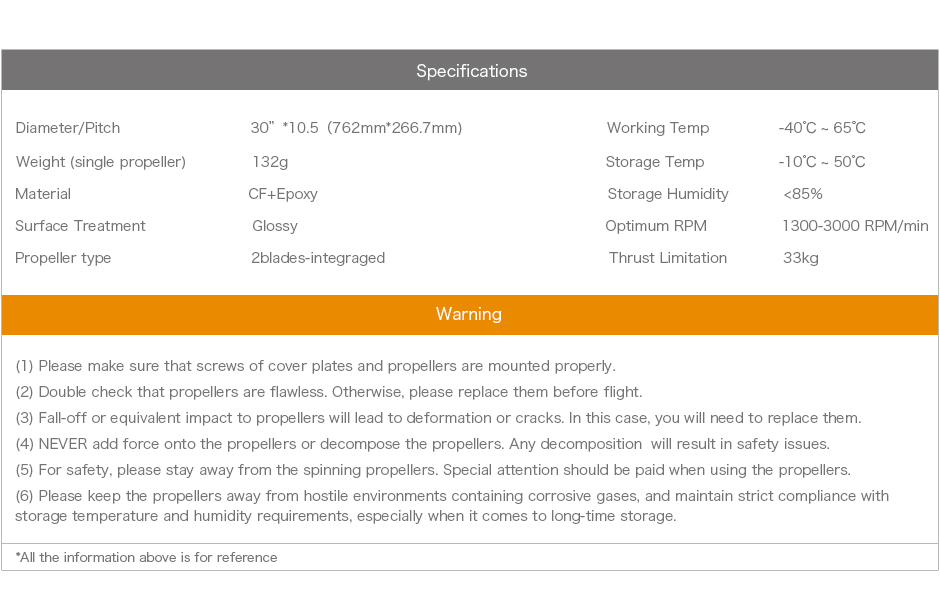 Specifications
Diameter/Pitch 30” *10.5 (762mm*266.7mm) Working Temp -40℃ ~ 65℃
Weight (single propeller) 132g Storage Temp -10℃ ~ 50℃
Material CF+Epoxy Storage Humidity <85%
Surface Treatment Glossy Optimum RPM 1300-3000 RPM/min
Propeller type 2blades-integraged Thrust Limitation 33kg
Warning
(1) Please make sure that screws of cover plates and propellers are mounted properly.
(2) Double check that propellers are flawless. Otherwise, please replace them before flight.
(3) Fall-off or equivalent impact to propellers will lead to deformation or cracks. In this case, you will need to replace them.
(4) NEVER add force onto the propellers or decompose the propellers. Any decomposition will result in safety issues.
(5) For safety, please stay away from the spinning propellers. Special attention should be paid when using the propellers.
(6) Please keep the propellers away from hostile environments containing corrosive gases, and maintain strict compliance with
storage temperature and humidity requirements, especially when it comes to long-time storage.
*All the information above is for reference